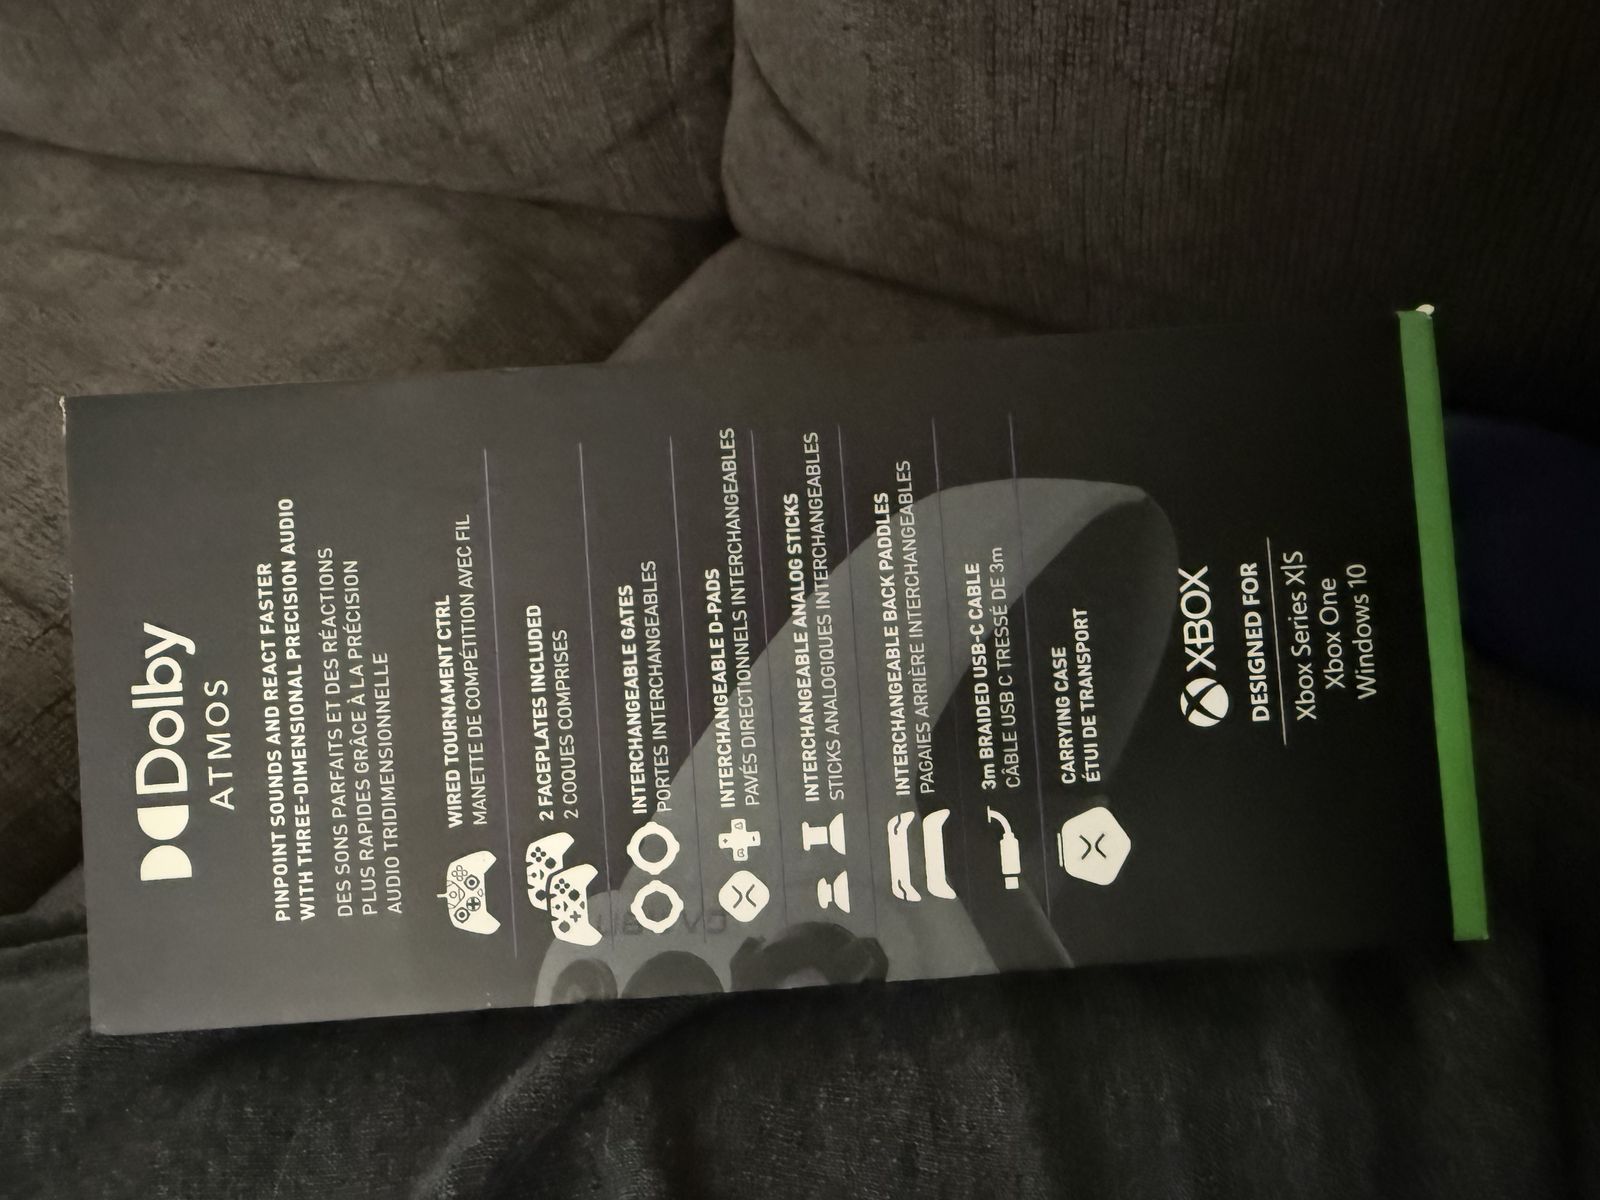 Dolby
ATMOS
PINPOINT SOUNDS AND REACT FASTER
WITH THREE-DIMENSIONAL PRECISION AUDIO
DES SONS PARFAITS ET DES RÉACTIONS
PLUS RAPIDES GRÂCE À LA PRÉCISION
AUDIO TRIDIMENSIONNELLE
WIRED TOURNAMENT CTRL
MANETTE DE COMPÉTITION AVEC FIL
2 FACEPLATES INCLUDED
2 COQUES COMPRISES
INTERCHANGEABLE GATES
PORTES INTERCHANGEABLES
INTERCHANGEABLE D-PADS
PAVÉS DIRECTIONNELS INTERCHANGEABLES
INTERCHANGEABLE ANALOG STICKS
STICKS ANALOGIQUES INTERCHANGEABLES
INTERCHANGEABLE BACK PADDLES
PAGAIES ARRIÈRE INTERCHANGEABLES
3m BRAIDED USB-C CABLE
CÂBLE USB C TRESSÉ DE 3m
CARRYING CASE
ÉTUI DE TRANSPORT
XBOX
DESIGNED FOR
Xbox Series X|S
Xbox One
Windows 10